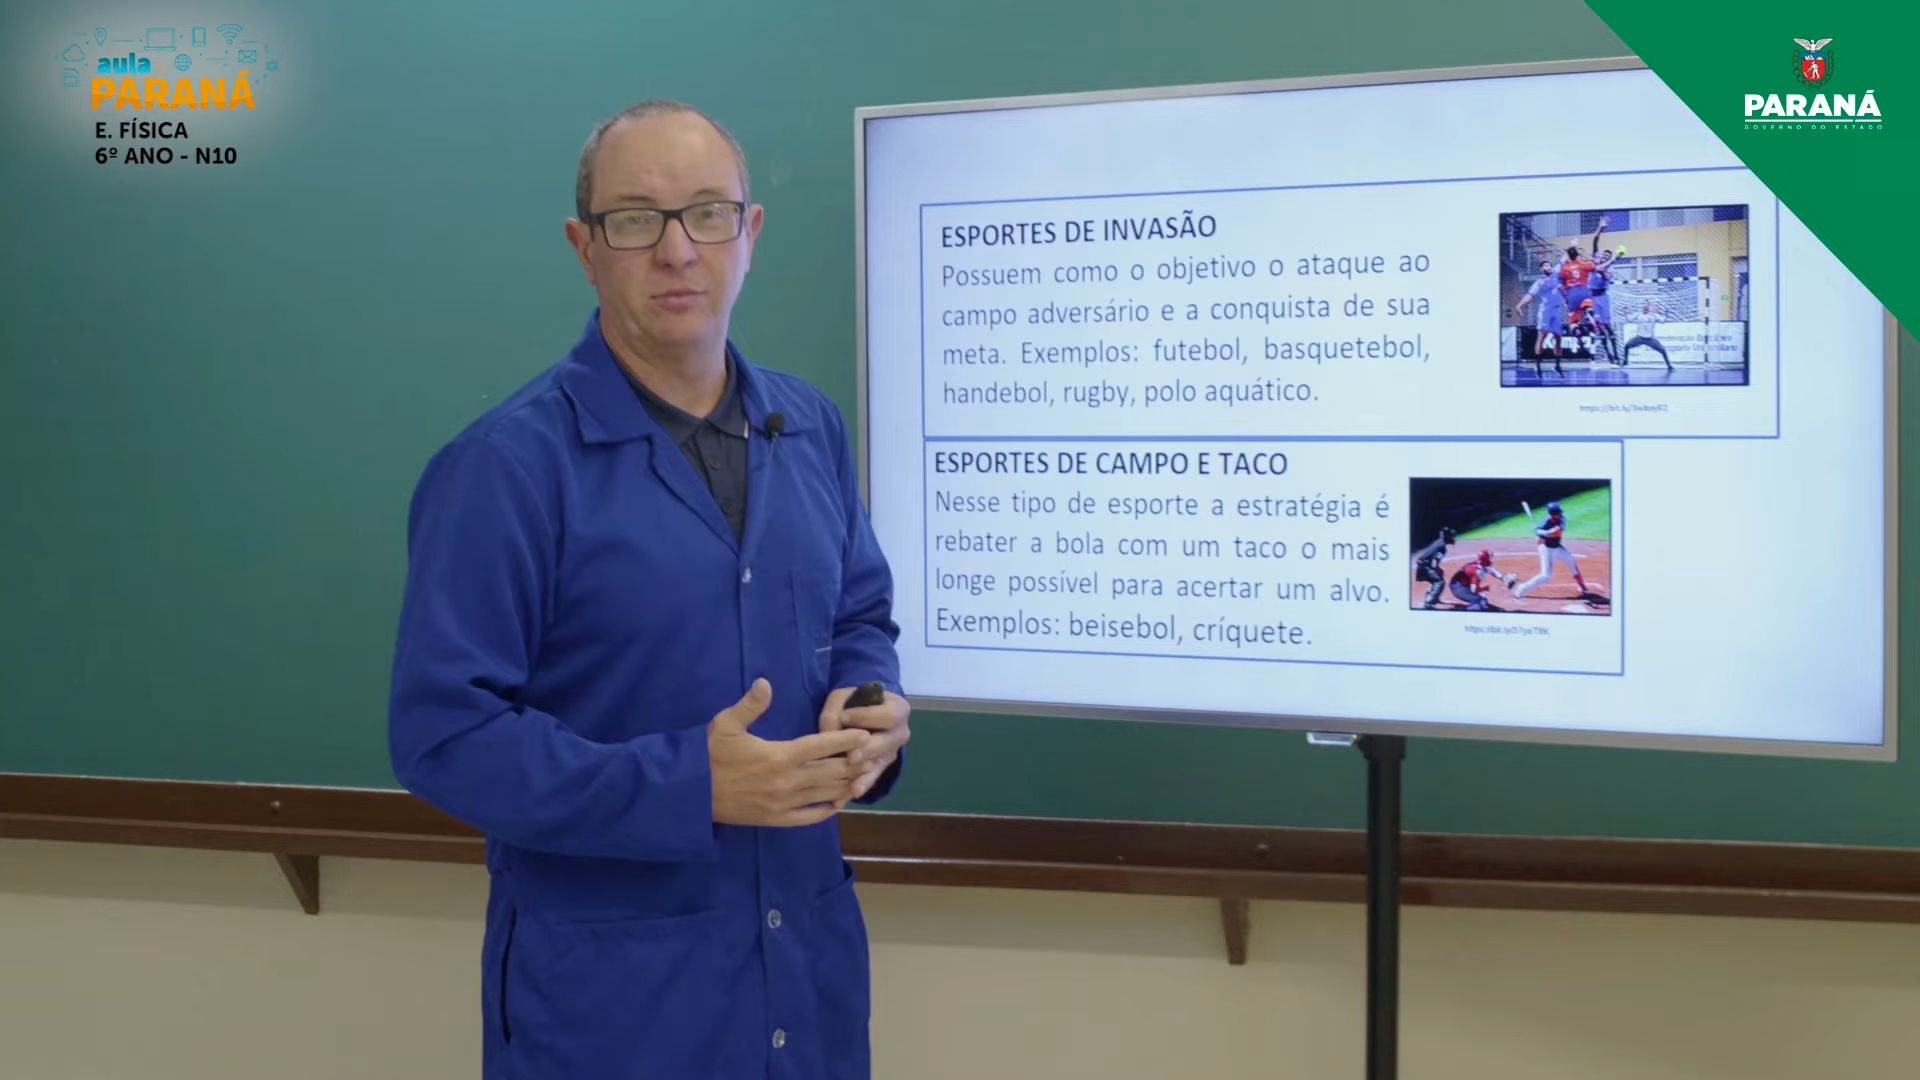 aula
PARANÁ
E. FÍSICA
6º ANO - N10
PARANÁ
GOVERNO DO ESTADO
ESPORTES DE INVASÃO
Possuem como o objetivo o ataque ao
campo adversário e a conquista de sua
meta. Exemplos: futebol, basquetebol,
handebol, rugby, polo aquático.
ESPORTES DE CAMPO E TACO
Nesse tipo de esporte a estratégia é
rebater a bola com um taco o mais
longe possível para acertar um alvo.
Exemplos: beisebol, críquete.